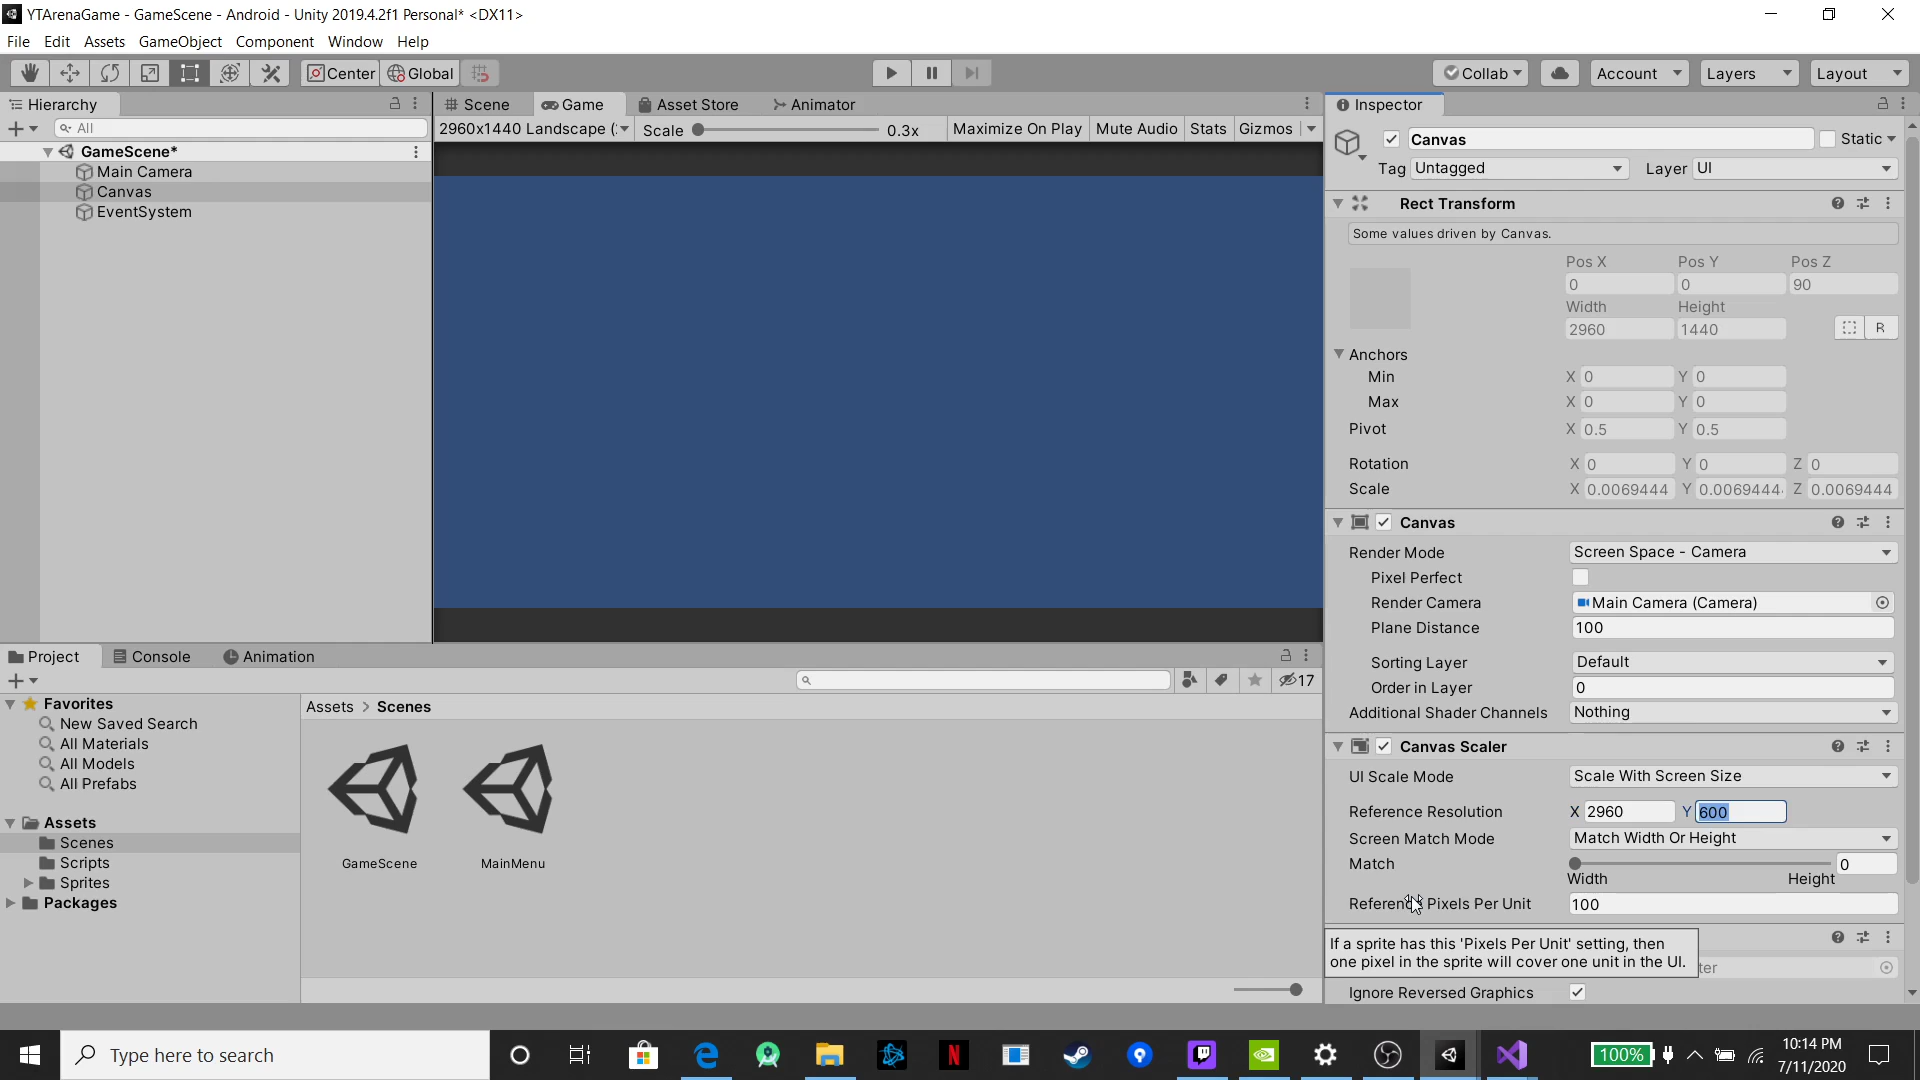 YTArenaGame - GameScene - Android - Unity 2019.4.2f1 Personal* <DX11>
File Edit Assets GameObject Component Window Help
Center Global Collab Account Layers Layout
Hierarchy
All
GameScene*
Main Camera
Canvas
EventSystem
Scene Game Asset Store Animator
2960x1440 Landscape ( Scale 0.3x Maximize On Play Mute Audio Stats Gizmos
Inspector
Canvas Static
Tag Untagged Layer UI
Rect Transform
Some values driven by Canvas.
Pos X Pos Y Pos Z
0 0 90
Width Height
2960 1440 R
Anchors
Min X 0 Y 0
Max X 0 Y 0
Pivot X 0.5 Y 0.5
Rotation X 0 Y 0 Z 0
Scale X 0.0069444 Y 0.0069444 Z 0.0069444
Canvas
Render Mode Screen Space - Camera
Pixel Perfect
Render Camera Main Camera (Camera)
Plane Distance 100
Sorting Layer Default
Order in Layer 0
Additional Shader Channels Nothing
Canvas Scaler
UI Scale Mode Scale With Screen Size
Reference Resolution X 2960 Y 600
Screen Match Mode Match Width Or Height
Match 0
Width Height
Reference Pixels Per Unit 100
If a sprite has this 'Pixels Per Unit' setting, then
one pixel in the sprite will cover one unit in the UI.
Ignore Reversed Graphics
Project Console Animation
17
Favorites
New Saved Search
All Materials
All Models
All Prefabs
Assets
Scenes
Scripts
Sprites
Packages
Assets > Scenes
GameScene MainMenu
Type here to search
N
100%
10:14 PM
7/11/2020